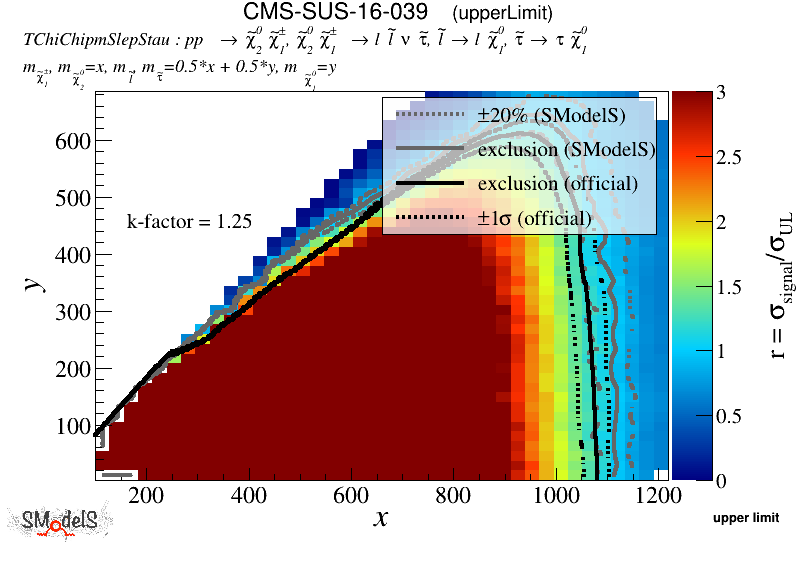 CMS-SUS-16-039 (upperLimit)
TChiChipmSlepStau : pp → χ̃₂⁰ χ̃₁±, χ̃₂⁰ χ̃₁± → l l̃ ν τ̃, l̃ → l χ̃₁⁰, τ̃ → τ χ̃₁⁰
m_χ̃₁±, m_χ̃₂⁰=x, m_l̃, m_τ̃=0.5*x + 0.5*y, m_χ̃₁⁰=y
±20% (SModelS)
exclusion (SModelS)
exclusion (official)
±1σ (official)
k-factor = 1.25
600
500
400
300
200
100
y
200 400 600 800 1000 1200
x
3
2.5
2
1.5
1
0.5
0
r = σ_signal/σ_UL
SModelS
upper limit